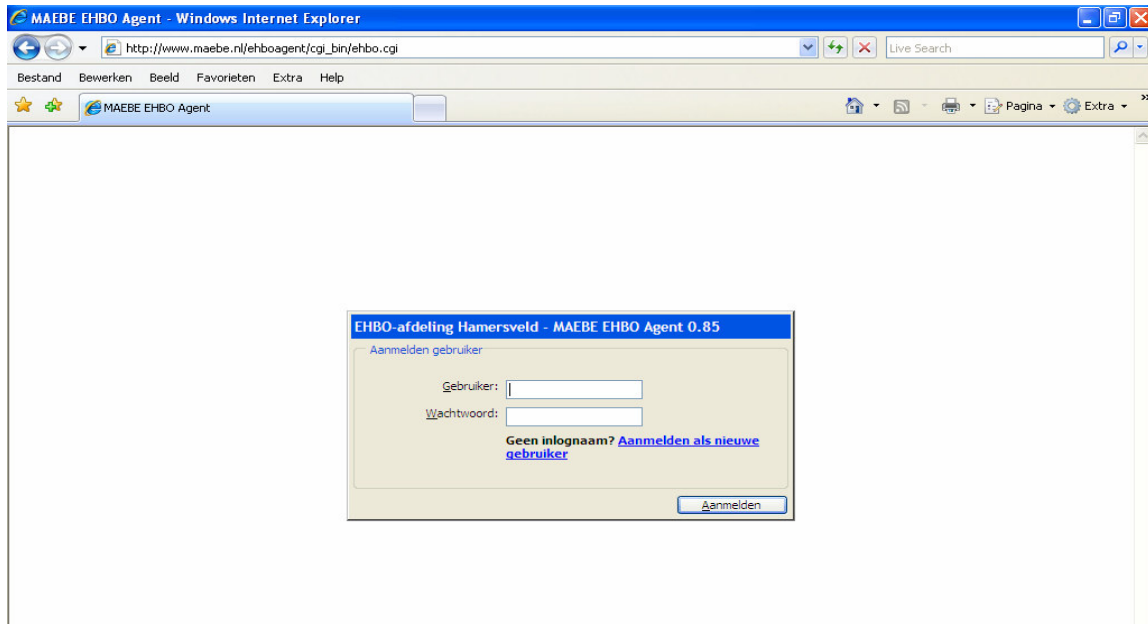 MAEBE EHBO Agent - Windows Internet Explorer
http://www.maebe.nl/ehboagent/cgi_bin/ehbo.cgi
Live Search
Bestand Bewerken Beeld Favorieten Extra Help
MAEBE EHBO Agent
Pagina Extra »
EHBO-afdeling Hamersveld - MAEBE EHBO Agent 0.85
Aanmelden gebruiker
Gebruiker:
Wachtwoord:
Geen inlognaam? Aanmelden als nieuwe
gebruiker
Aanmelden